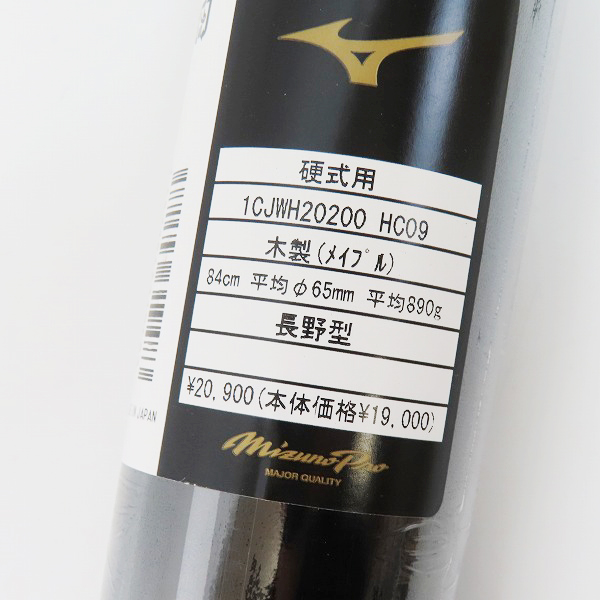 硬式用
1CJWH20200 HC09
木製(メイプル)
84cm 平均φ65mm 平均890g
長野型
¥20,900(本体価格¥19,000)
Mizuno Pro
MAJOR QUALITY
JAPAN